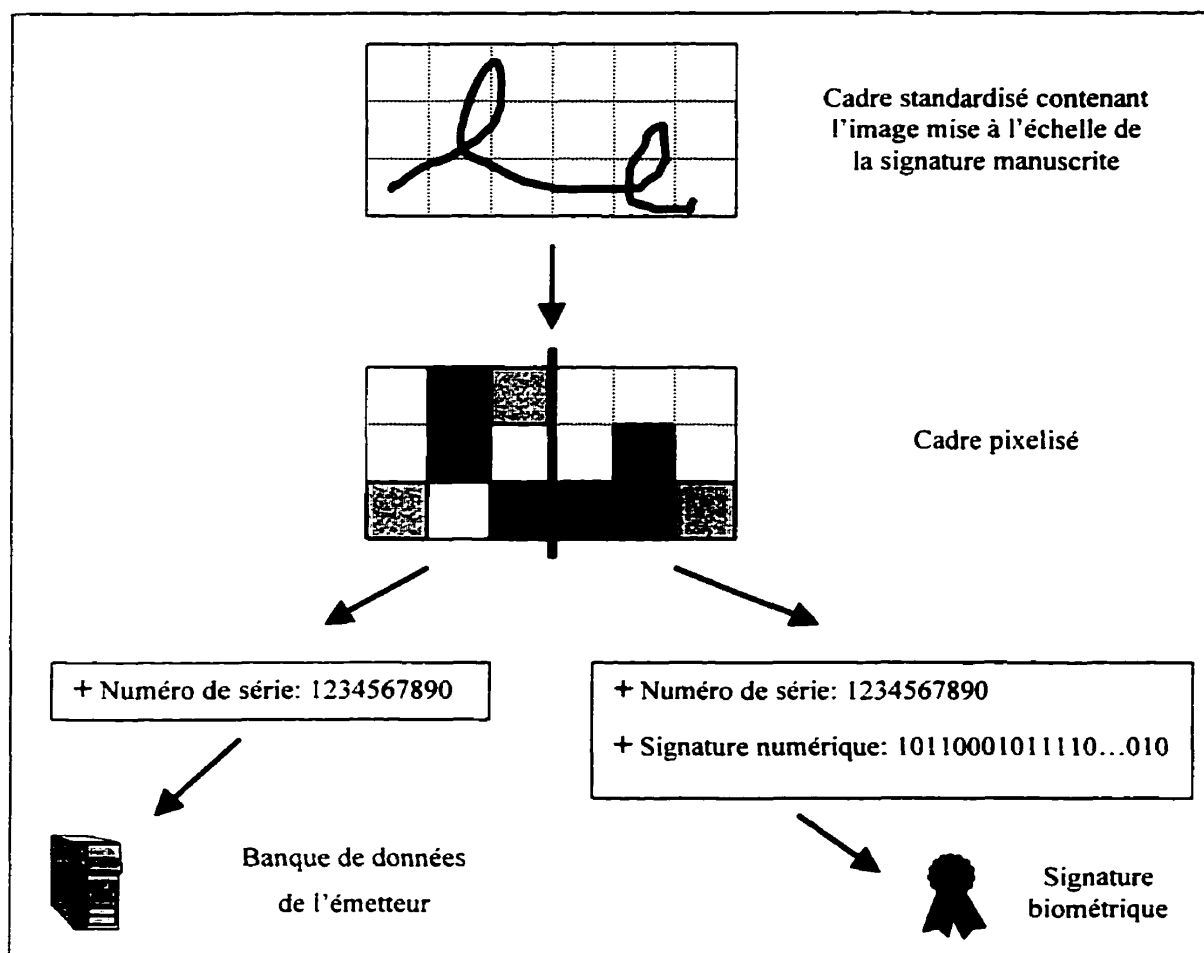 Cadre standardisé contenant
l'image mise à l'échelle de
la signature manuscrite
Cadre pixelisé
+ Numéro de série: 1234567890
+ Numéro de série: 1234567890
+ Signature numérique: 10110001011110...010
Banque de données
de l'émetteur
Signature
biométrique